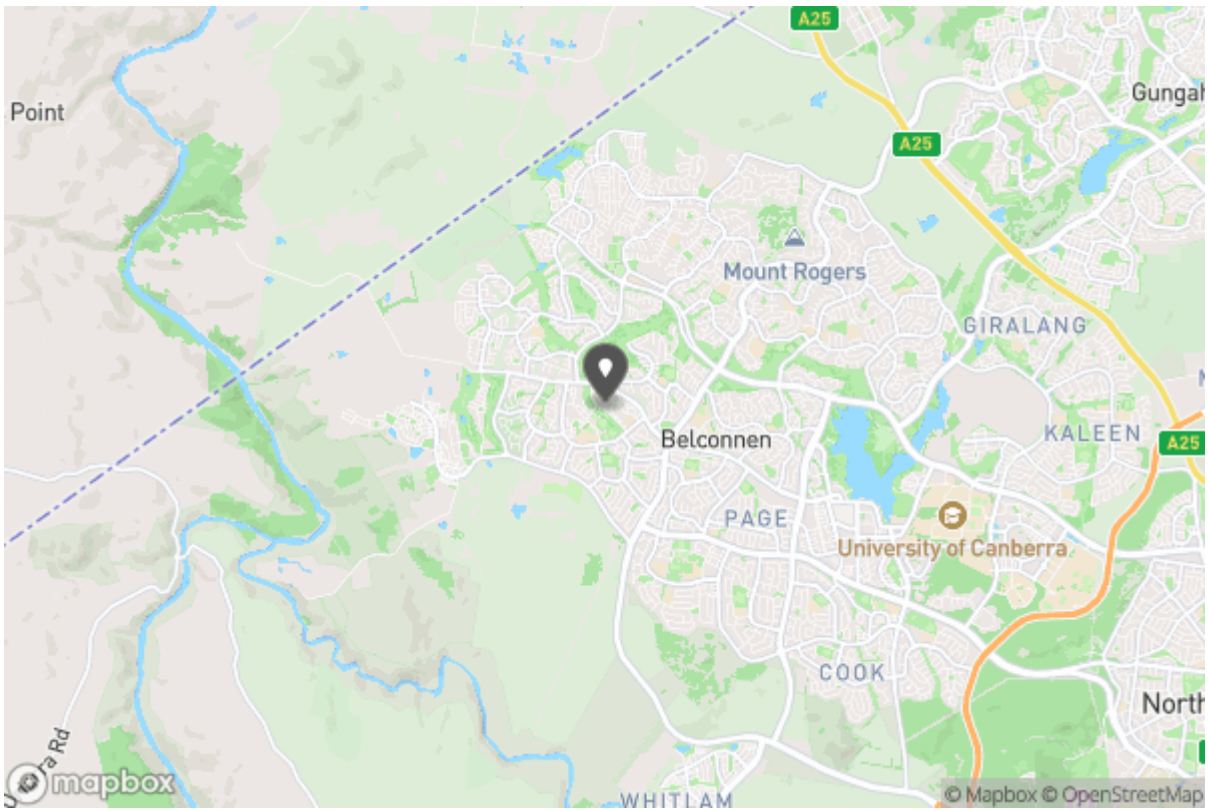 A25
Point
Gungah
A25
Mount Rogers
GIRALANG
KALEEN
A25
Belconnen
PAGE
University of Canberra
COOK
North
Rd
mapbox
© Mapbox © OpenStreetMap
WHITLAM